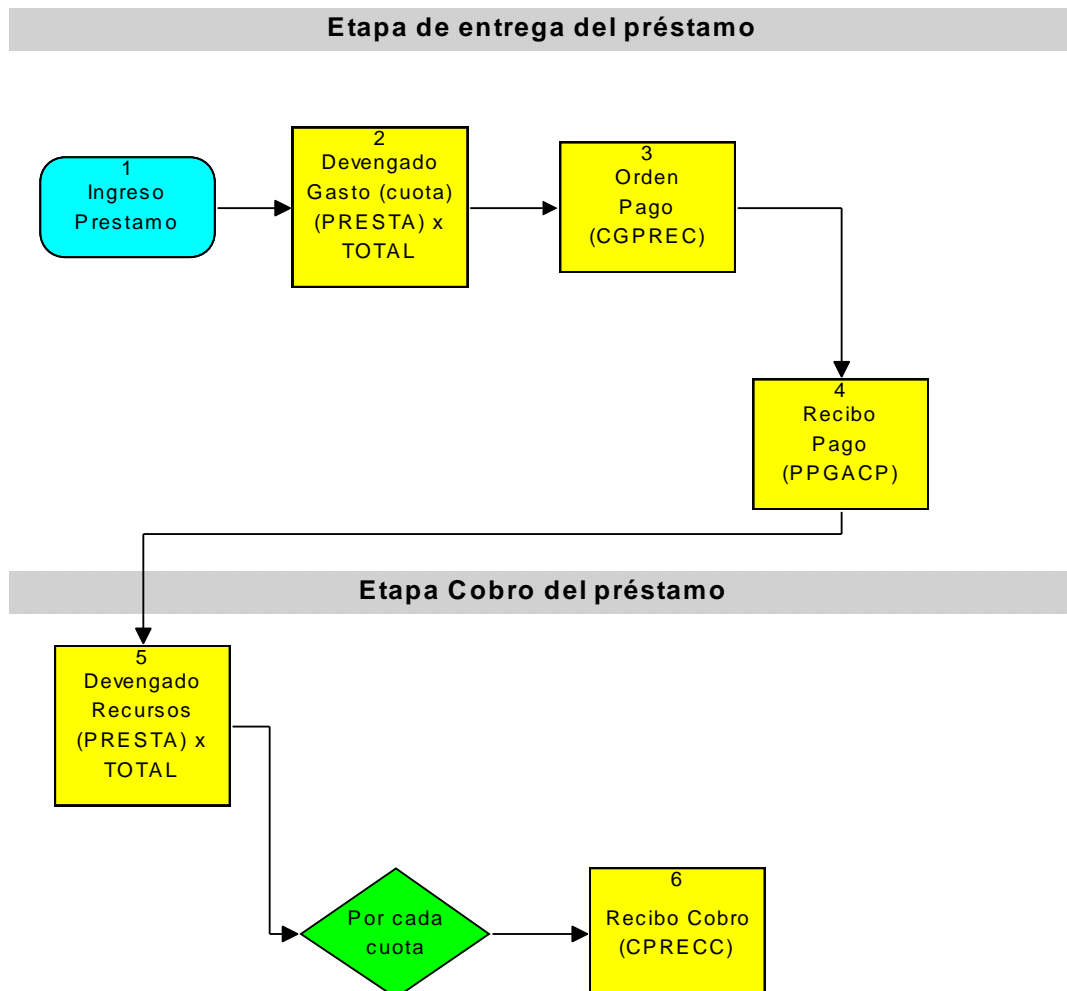 Etapa de entrega del préstamo
1
Ingreso
Prestamo
2
Devengado
Gasto (cuota)
(PRESTA) x
TOTAL
3
Orden
Pago
(CGPREC)
4
Recibo
Pago
(PPGACP)
Etapa Cobro del préstamo
5
Devengado
Recursos
(PRESTA) x
TOTAL
Por cada
cuota
6
Recibo Cobro
(CPRECC)